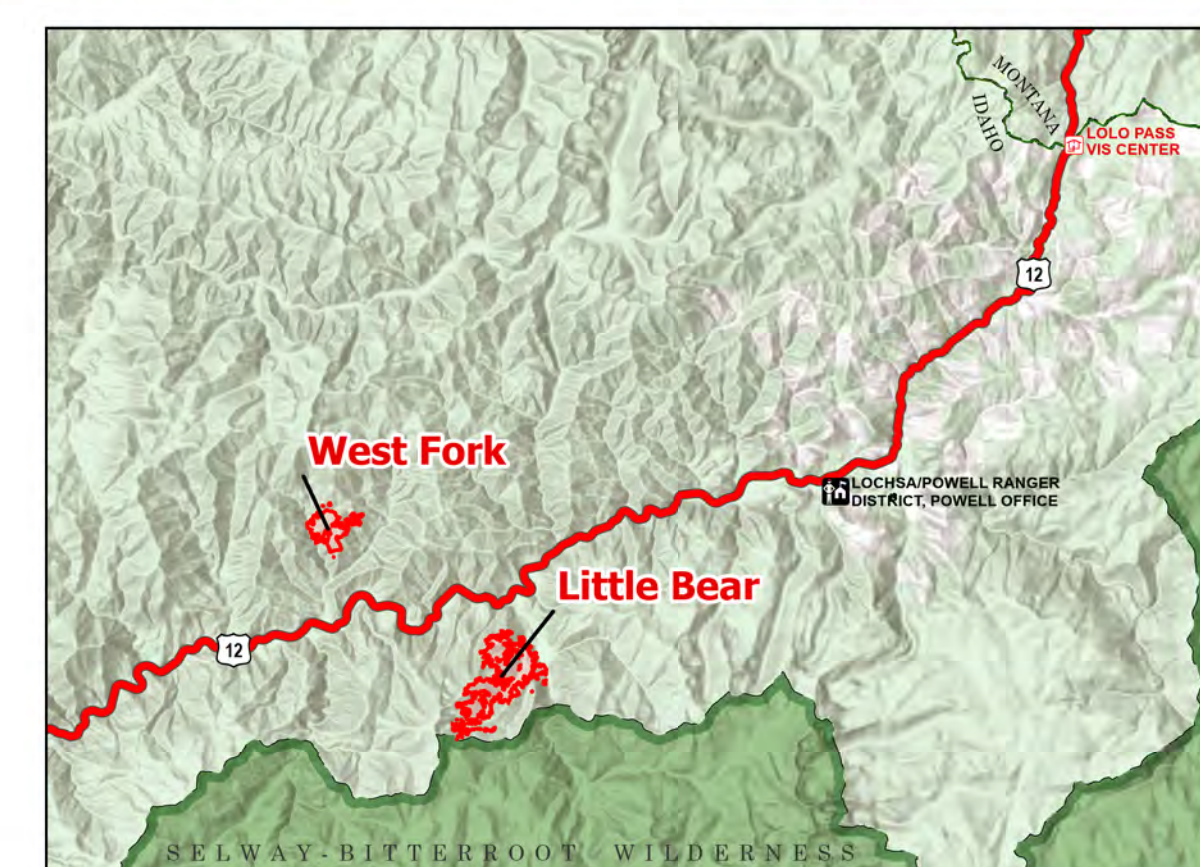 MONTANA
IDAHO
LOLO PASS
VIS CENTER
12
West Fork
LOCHSA/POWELL RANGER
DISTRICT, POWELL OFFICE
Little Bear
12
SELWAY-BITTERROOT WILDERNESS